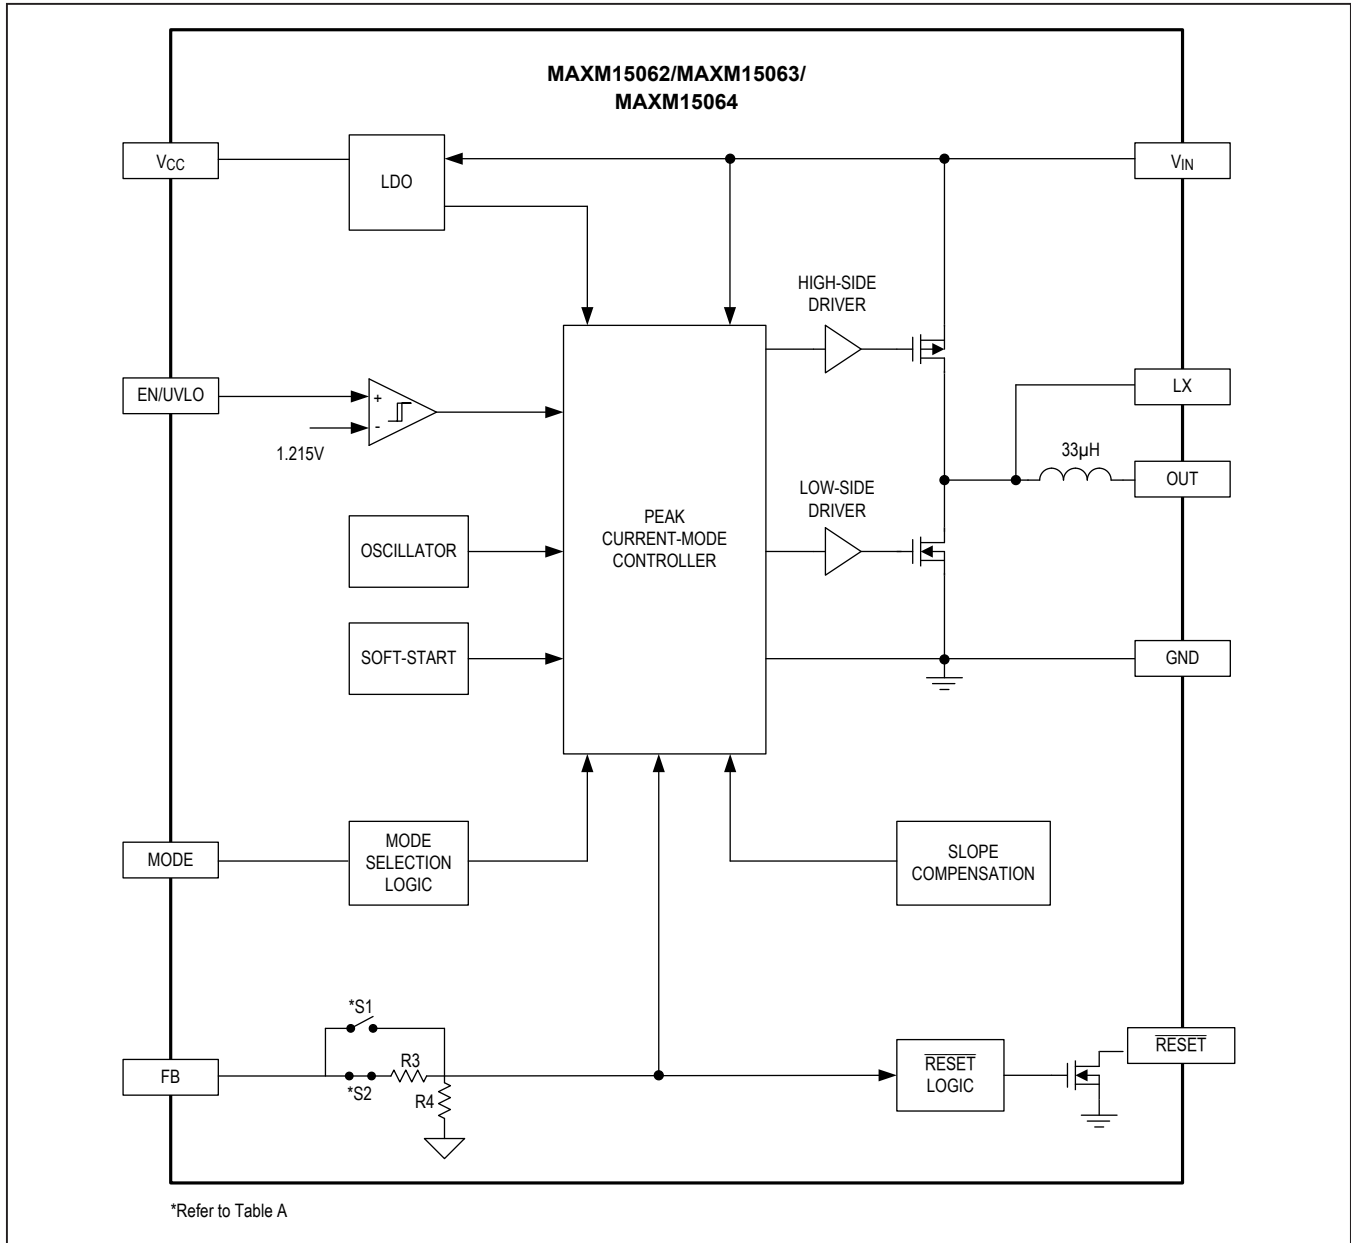 MAXM15062/MAXM15063/
MAXM15064
VCC
LDO
VIN
HIGH-SIDE
DRIVER
EN/UVLO
+
-
1.215V
LX
33µH
OUT
LOW-SIDE
DRIVER
PEAK
CURRENT-MODE
CONTROLLER
OSCILLATOR
SOFT-START
GND
MODE
MODE
SELECTION
LOGIC
SLOPE
COMPENSATION
*S1
FB
*S2
R3
R4
RESET
LOGIC
RESET
*Refer to Table A